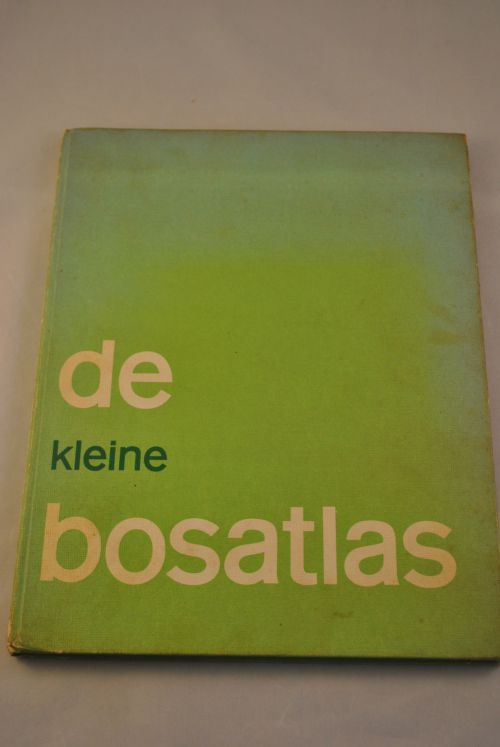 de
kleine
bosatlas